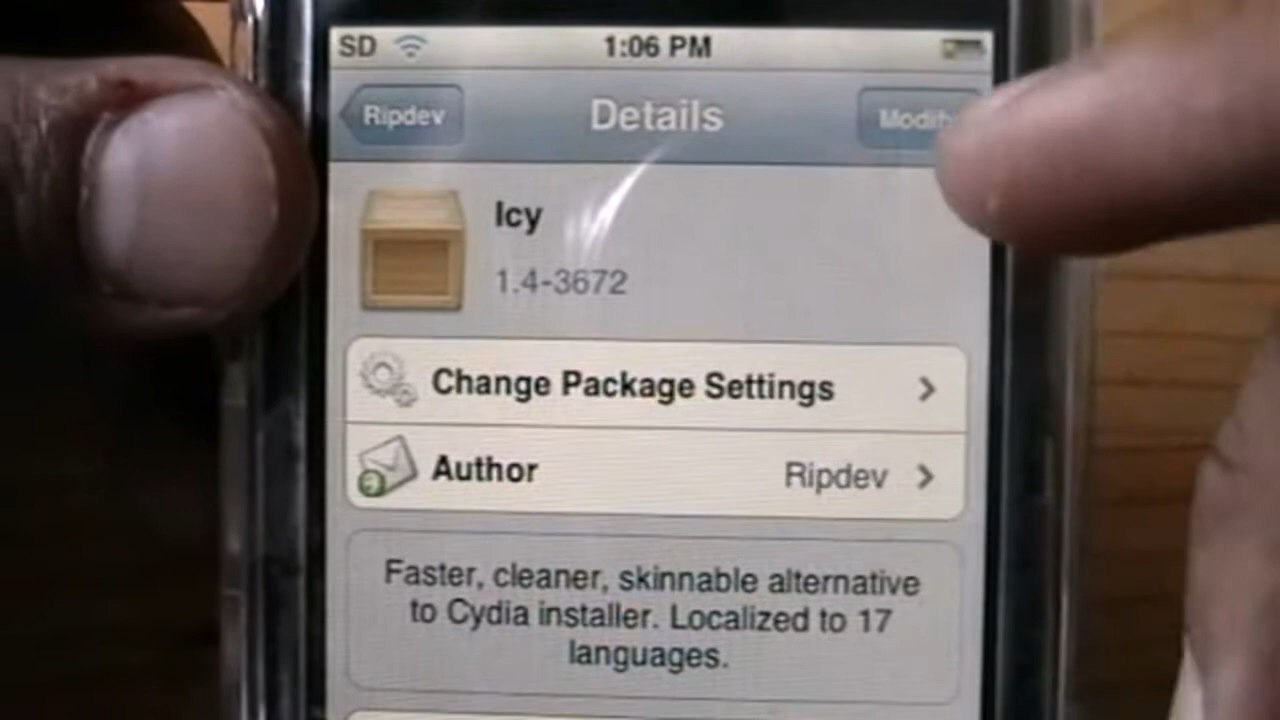 SD 1:06 PM
Ripdev Details Modify
Icy
1.4-3672
Change Package Settings
Author Ripdev
Faster, cleaner, skinnable alternative
to Cydia installer. Localized to 17
languages.